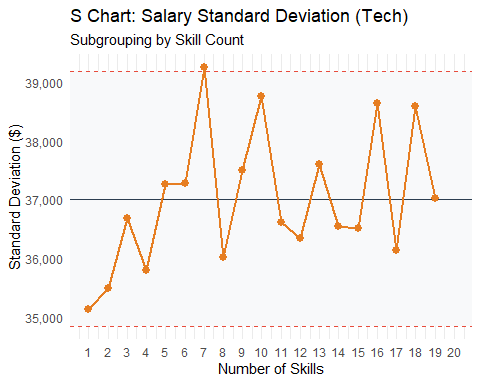 S Chart: Salary Standard Deviation (Tech)
Subgrouping by Skill Count
Standard Deviation ($)
39,000
38,000
37,000
36,000
35,000
1 2 3 4 5 6 7 8 9 10 11 12 13 14 15 16 17 18 19 20
Number of Skills